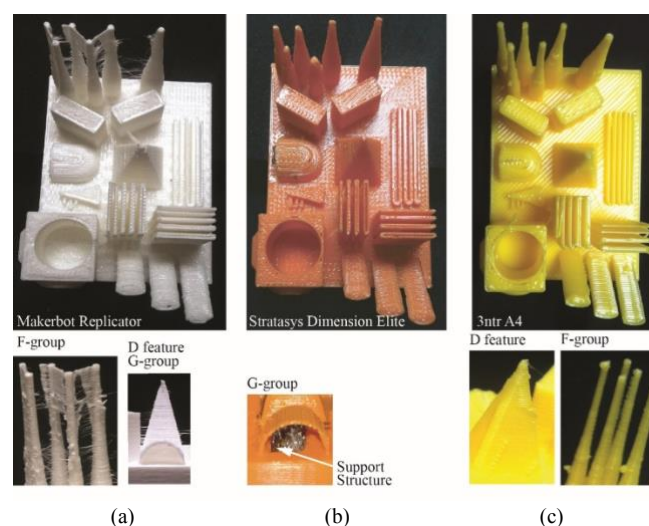 Makerbot Replicator
Stratasys Dimension Elite
3ntr A4
F-group
D feature
G-group
G-group
Support
Structure
D feature
F-group
(a)
(b)
(c)